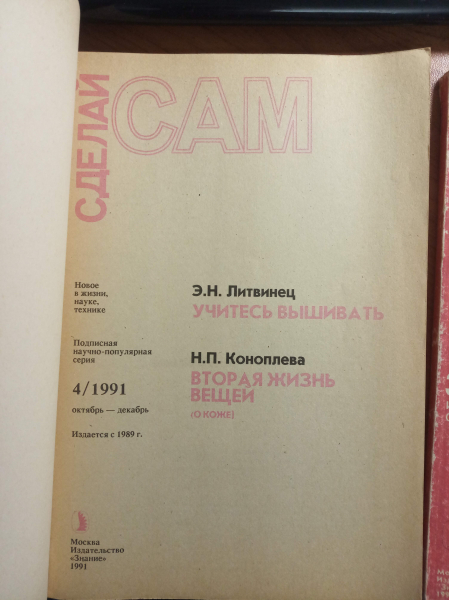 СДЕЛАЙ
САМ
Новое
в жизни,
науке,
технике
Э.Н. Литвинец
УЧИТЕСЬ ВЫШИВАТЬ
Подписная
научно-популярная
серия
4/1991
октябрь — декабрь
Издается с 1989 г.
Н.П. Коноплева
ВТОРАЯ ЖИЗНЬ
ВЕЩЕЙ
(О КОЖЕ)
Москва
Издательство
«Знание»
1991